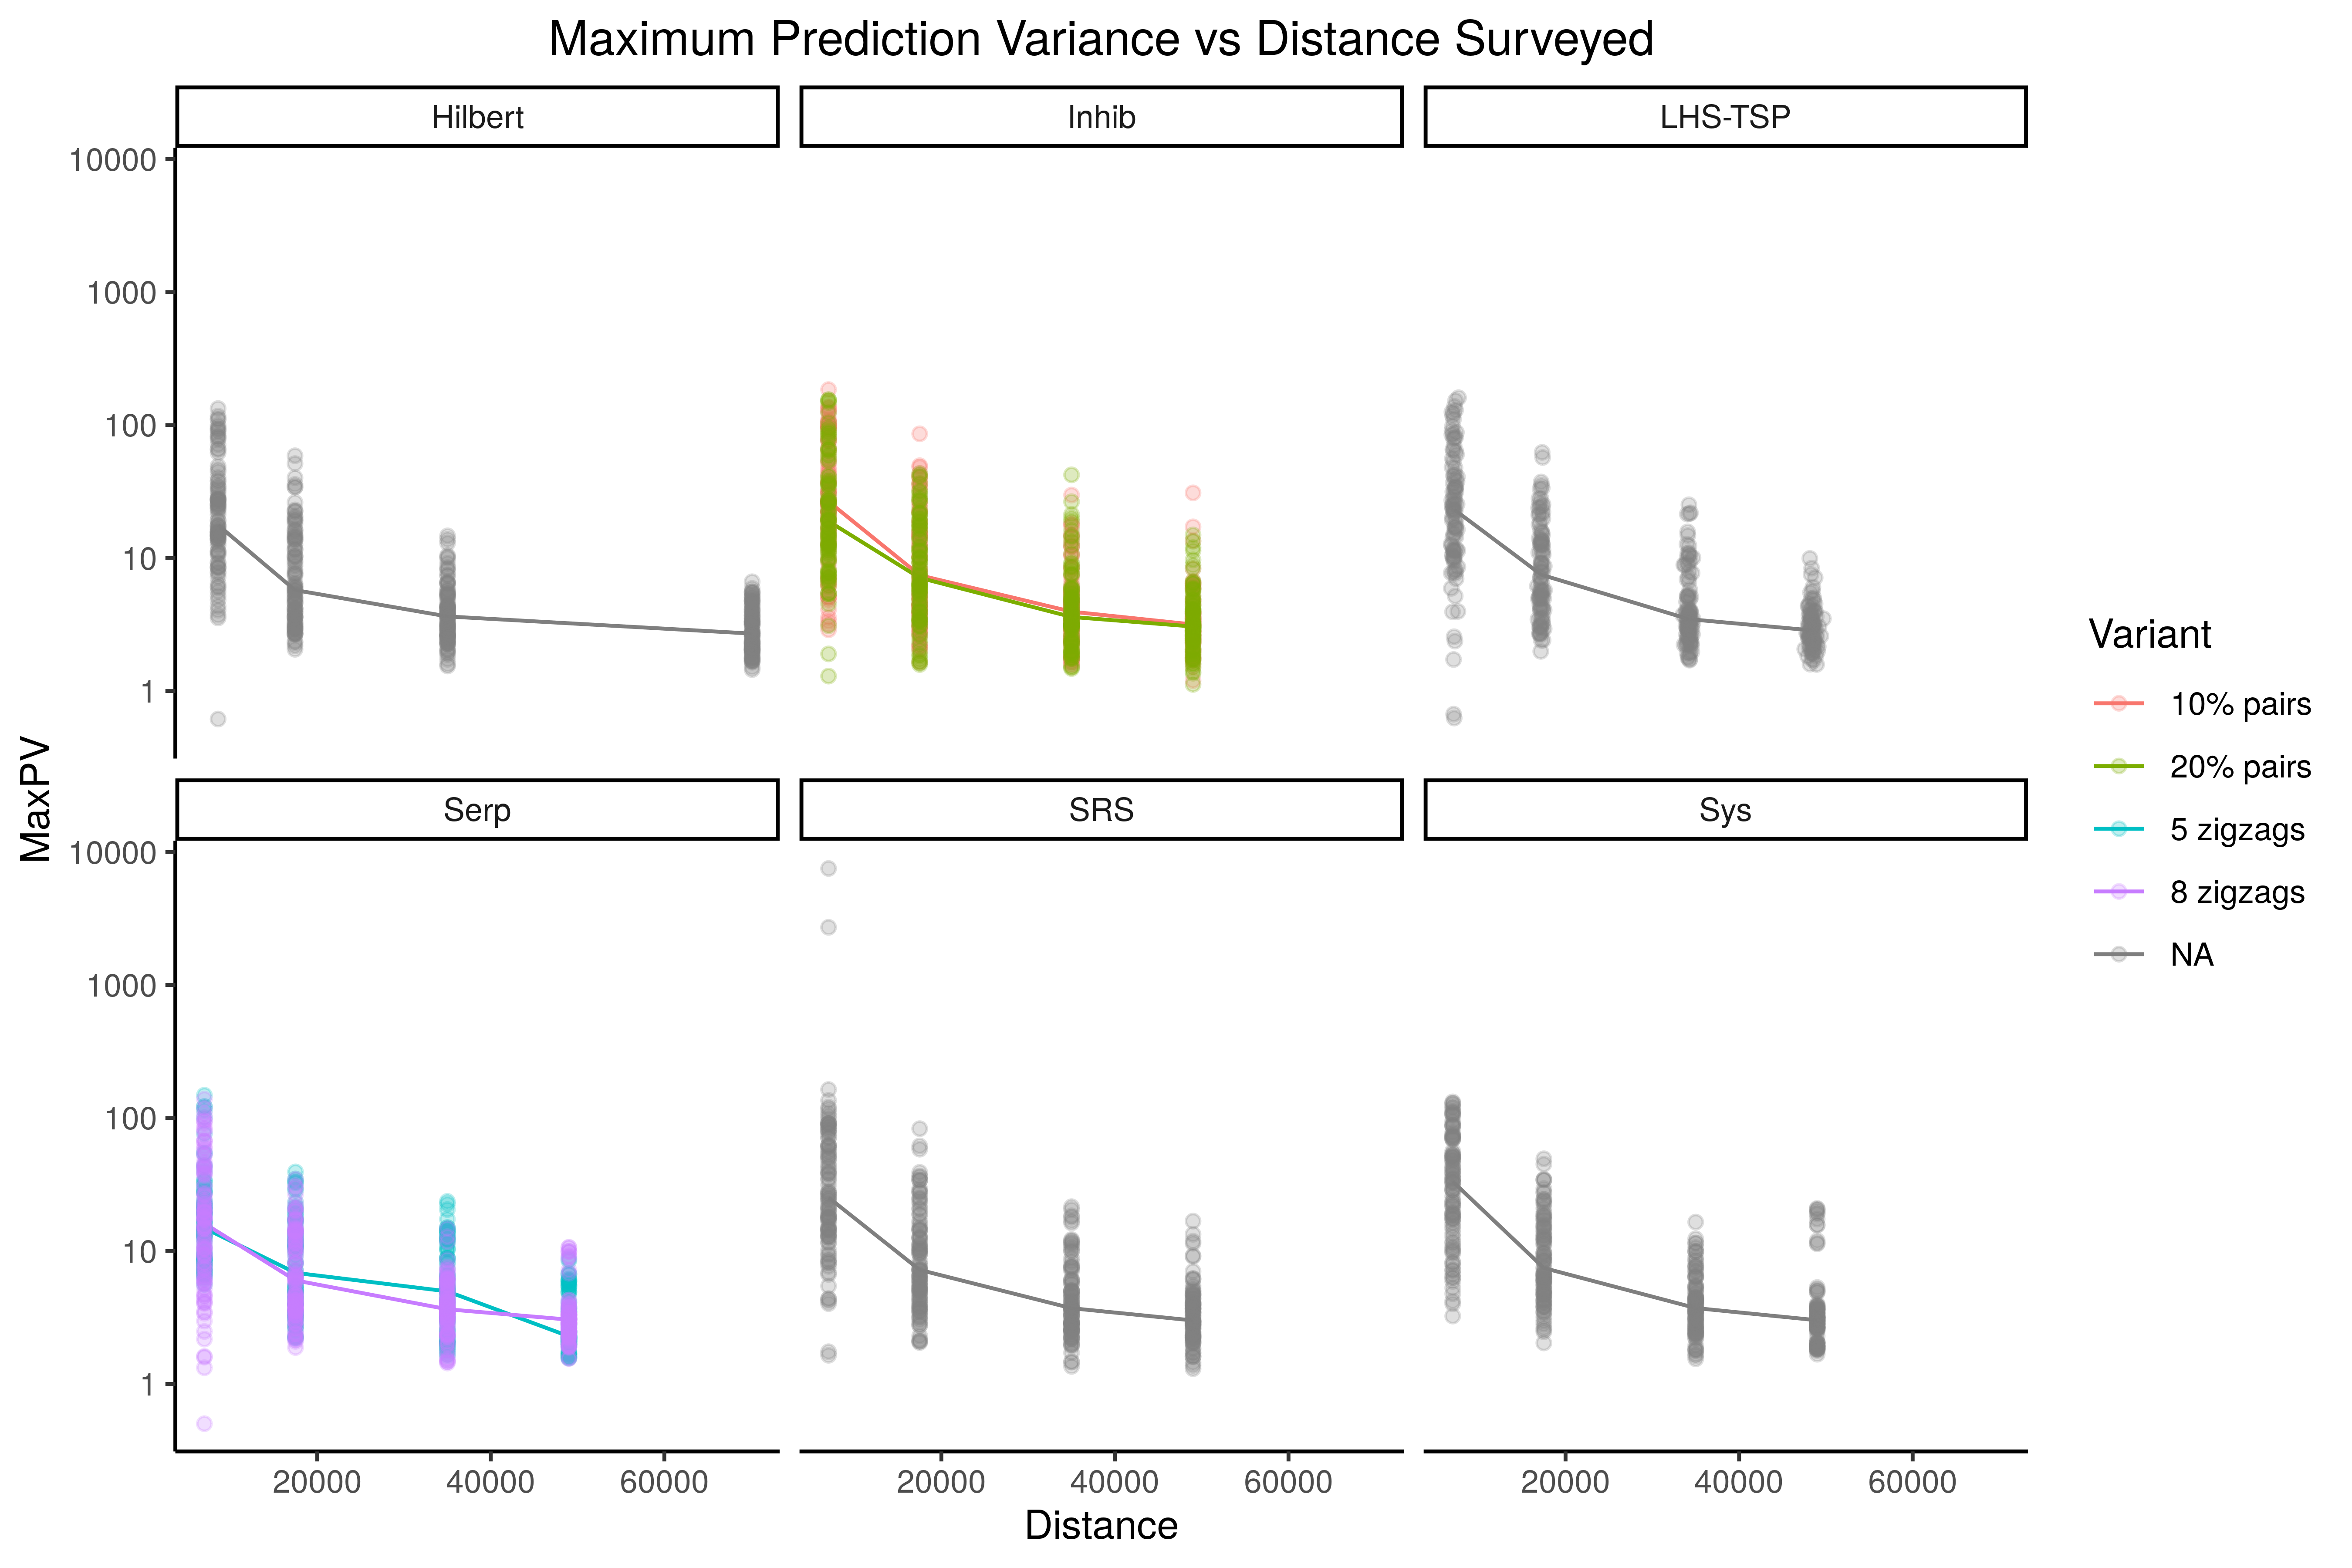 Maximum Prediction Variance vs Distance Surveyed
Hilbert
Inhib
LHS-TSP
10000
1000
100
10
1
Serp
SRS
Sys
10000
1000
100
10
1
MaxPV
20000
40000
60000
20000
40000
60000
20000
40000
60000
Distance
Variant
10% pairs
20% pairs
5 zigzags
8 zigzags
NA